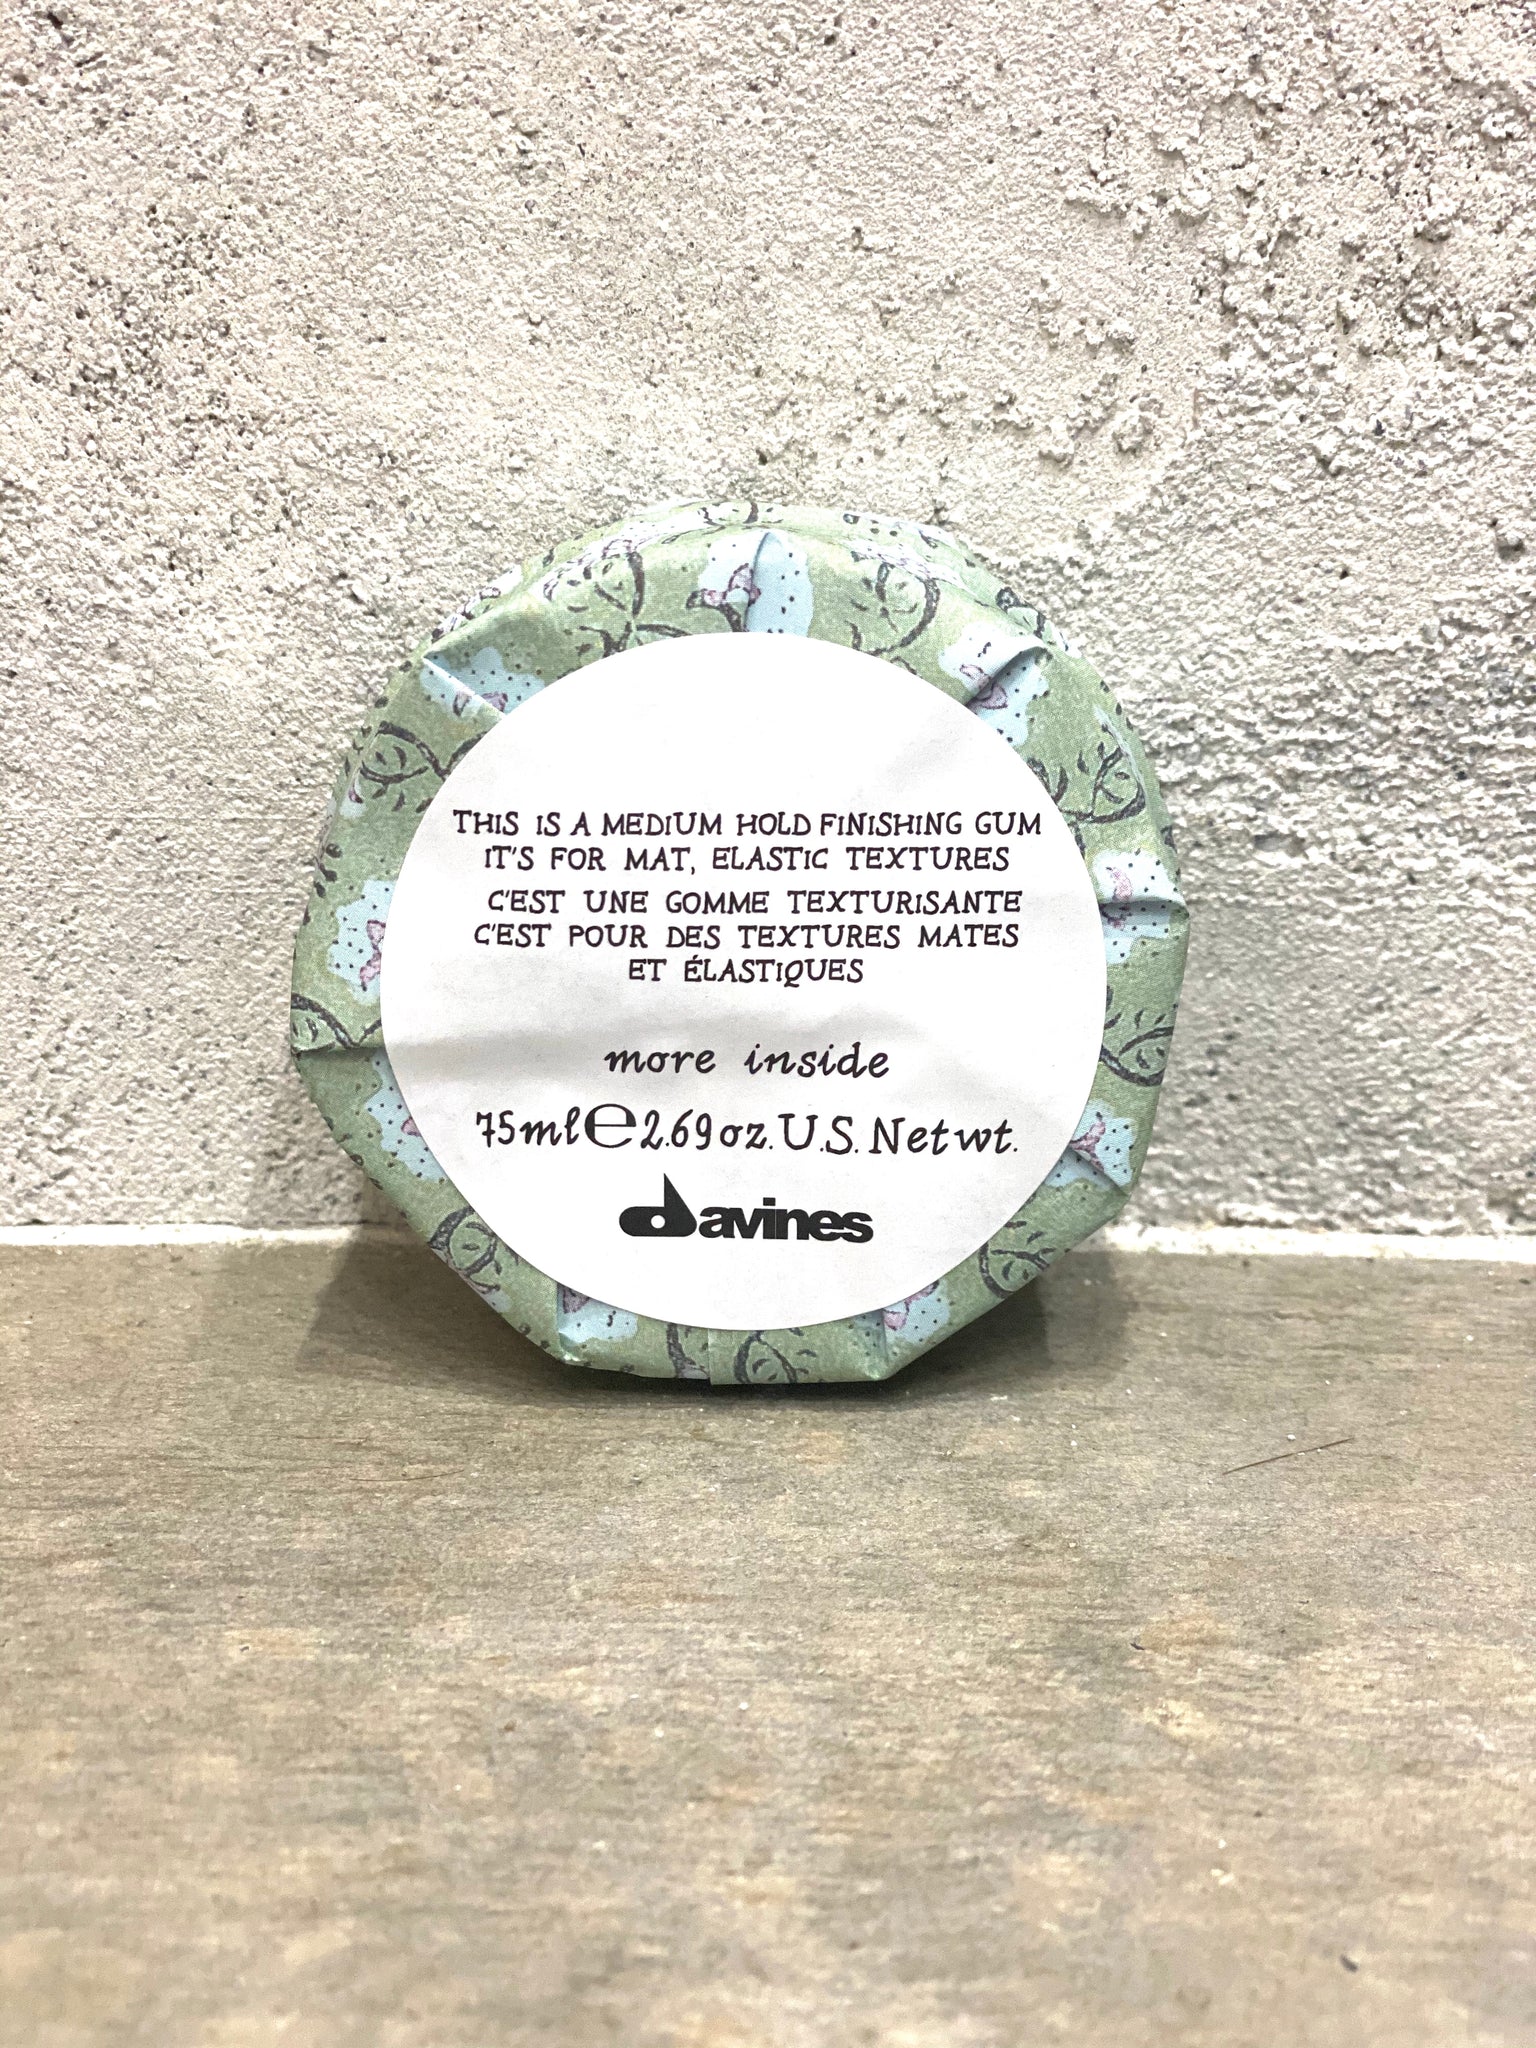 THIS IS A MEDIUM HOLD FINISHING GUM
IT'S FOR MAT, ELASTIC TEXTURES
C'EST UNE GOMME TEXTURISANTE
C'EST POUR DES TEXTURES MATES
ET ÉLASTIQUES
more inside
75ml℮2.69oz.U.S.Netwt.
davines